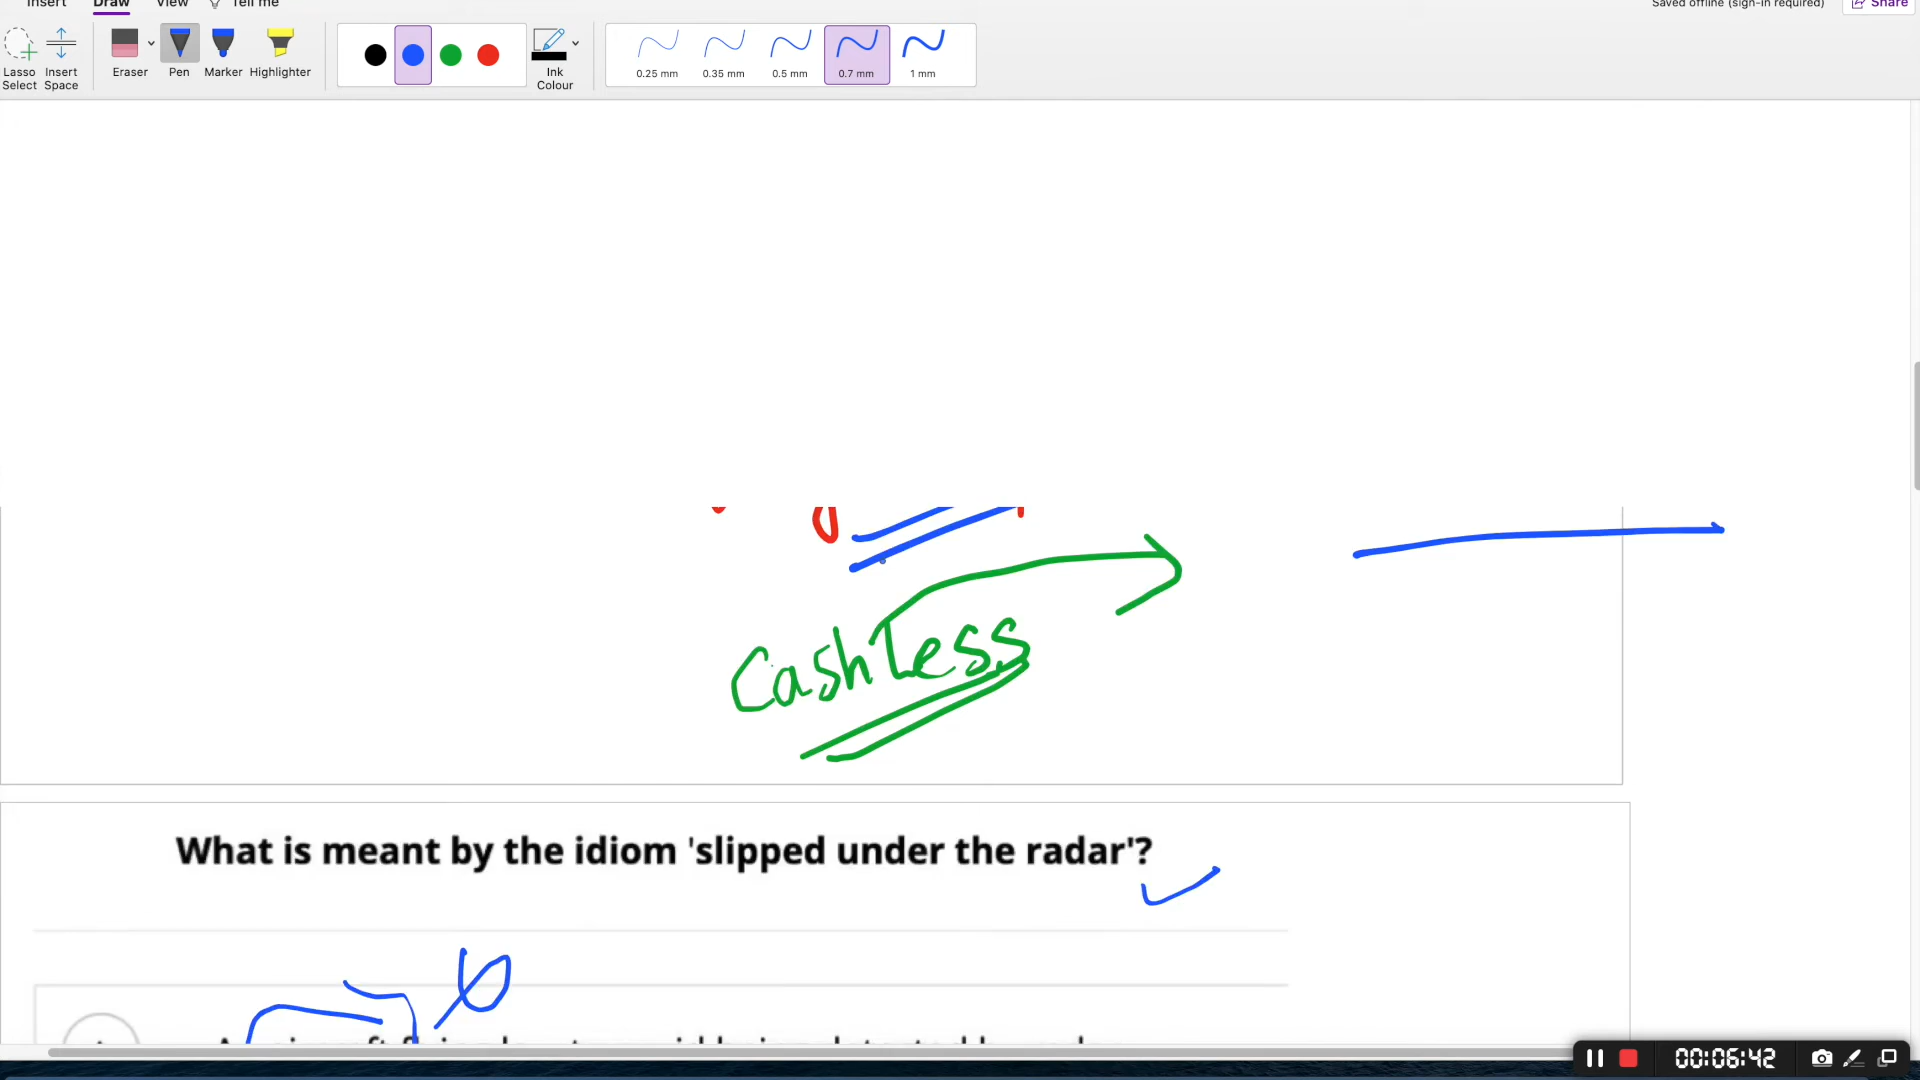 Insert Draw View Tell me Saved offline (sign-in required) Share
Lasso Select Insert Space Eraser Pen Marker Highlighter Ink Colour 0.25 mm 0.35 mm 0.5 mm 0.7 mm 1 mm
Cashless
What is meant by the idiom 'slipped under the radar'?
00:06:42